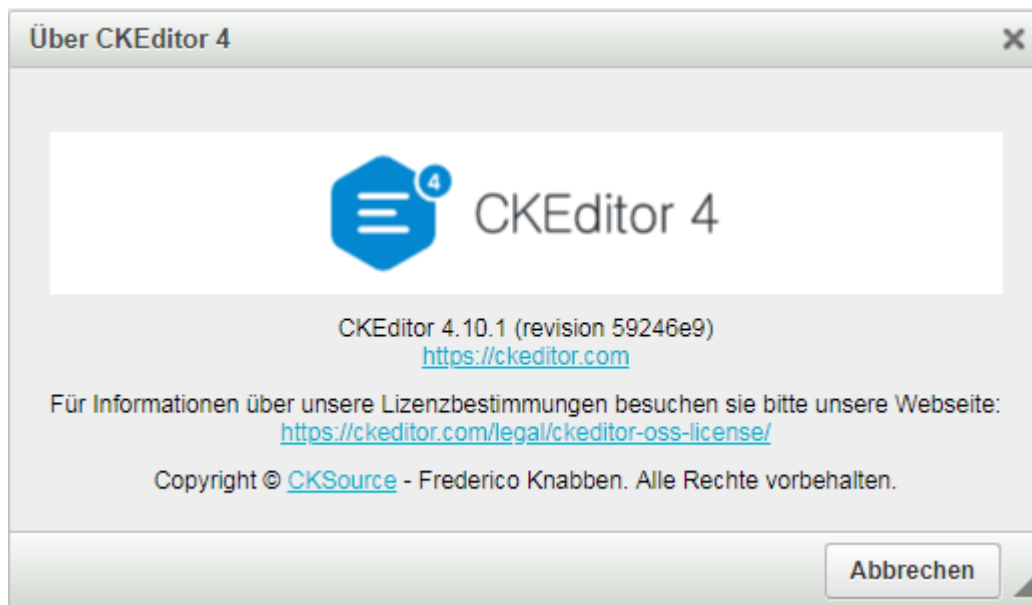 Über CKEditor 4
4
CKEditor 4
CKEditor 4.10.1 (revision 59246e9)
https://ckeditor.com
Für Informationen über unsere Lizenzbestimmungen besuchen sie bitte unsere Webseite:
https://ckeditor.com/legal/ckeditor-oss-license/
Copyright © CKSource - Frederico Knabben. Alle Rechte vorbehalten.
Abbrechen